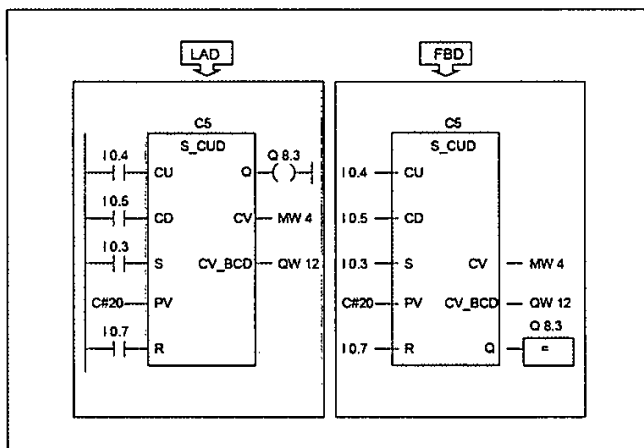 LAD
FBD
C5
S_CUD
I 0.4
CU
Q
Q 8.3
I 0.5
CD
CV
MW 4
I 0.3
S
CV_BCD
QW 12
C#20
PV
I 0.7
R
C5
S_CUD
I 0.4
CU
I 0.5
CD
I 0.3
S
CV
MW 4
C#20
PV
CV_BCD
QW 12
Q 8.3
I 0.7
R
Q
=